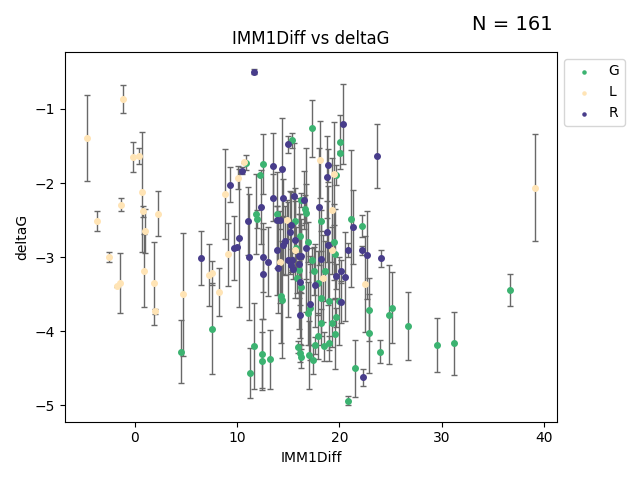 N = 161
IMM1Diff vs deltaG
G
L
R
−1
−2
−3
−4
−5
deltaG
0 10 20 30 40
IMM1Diff